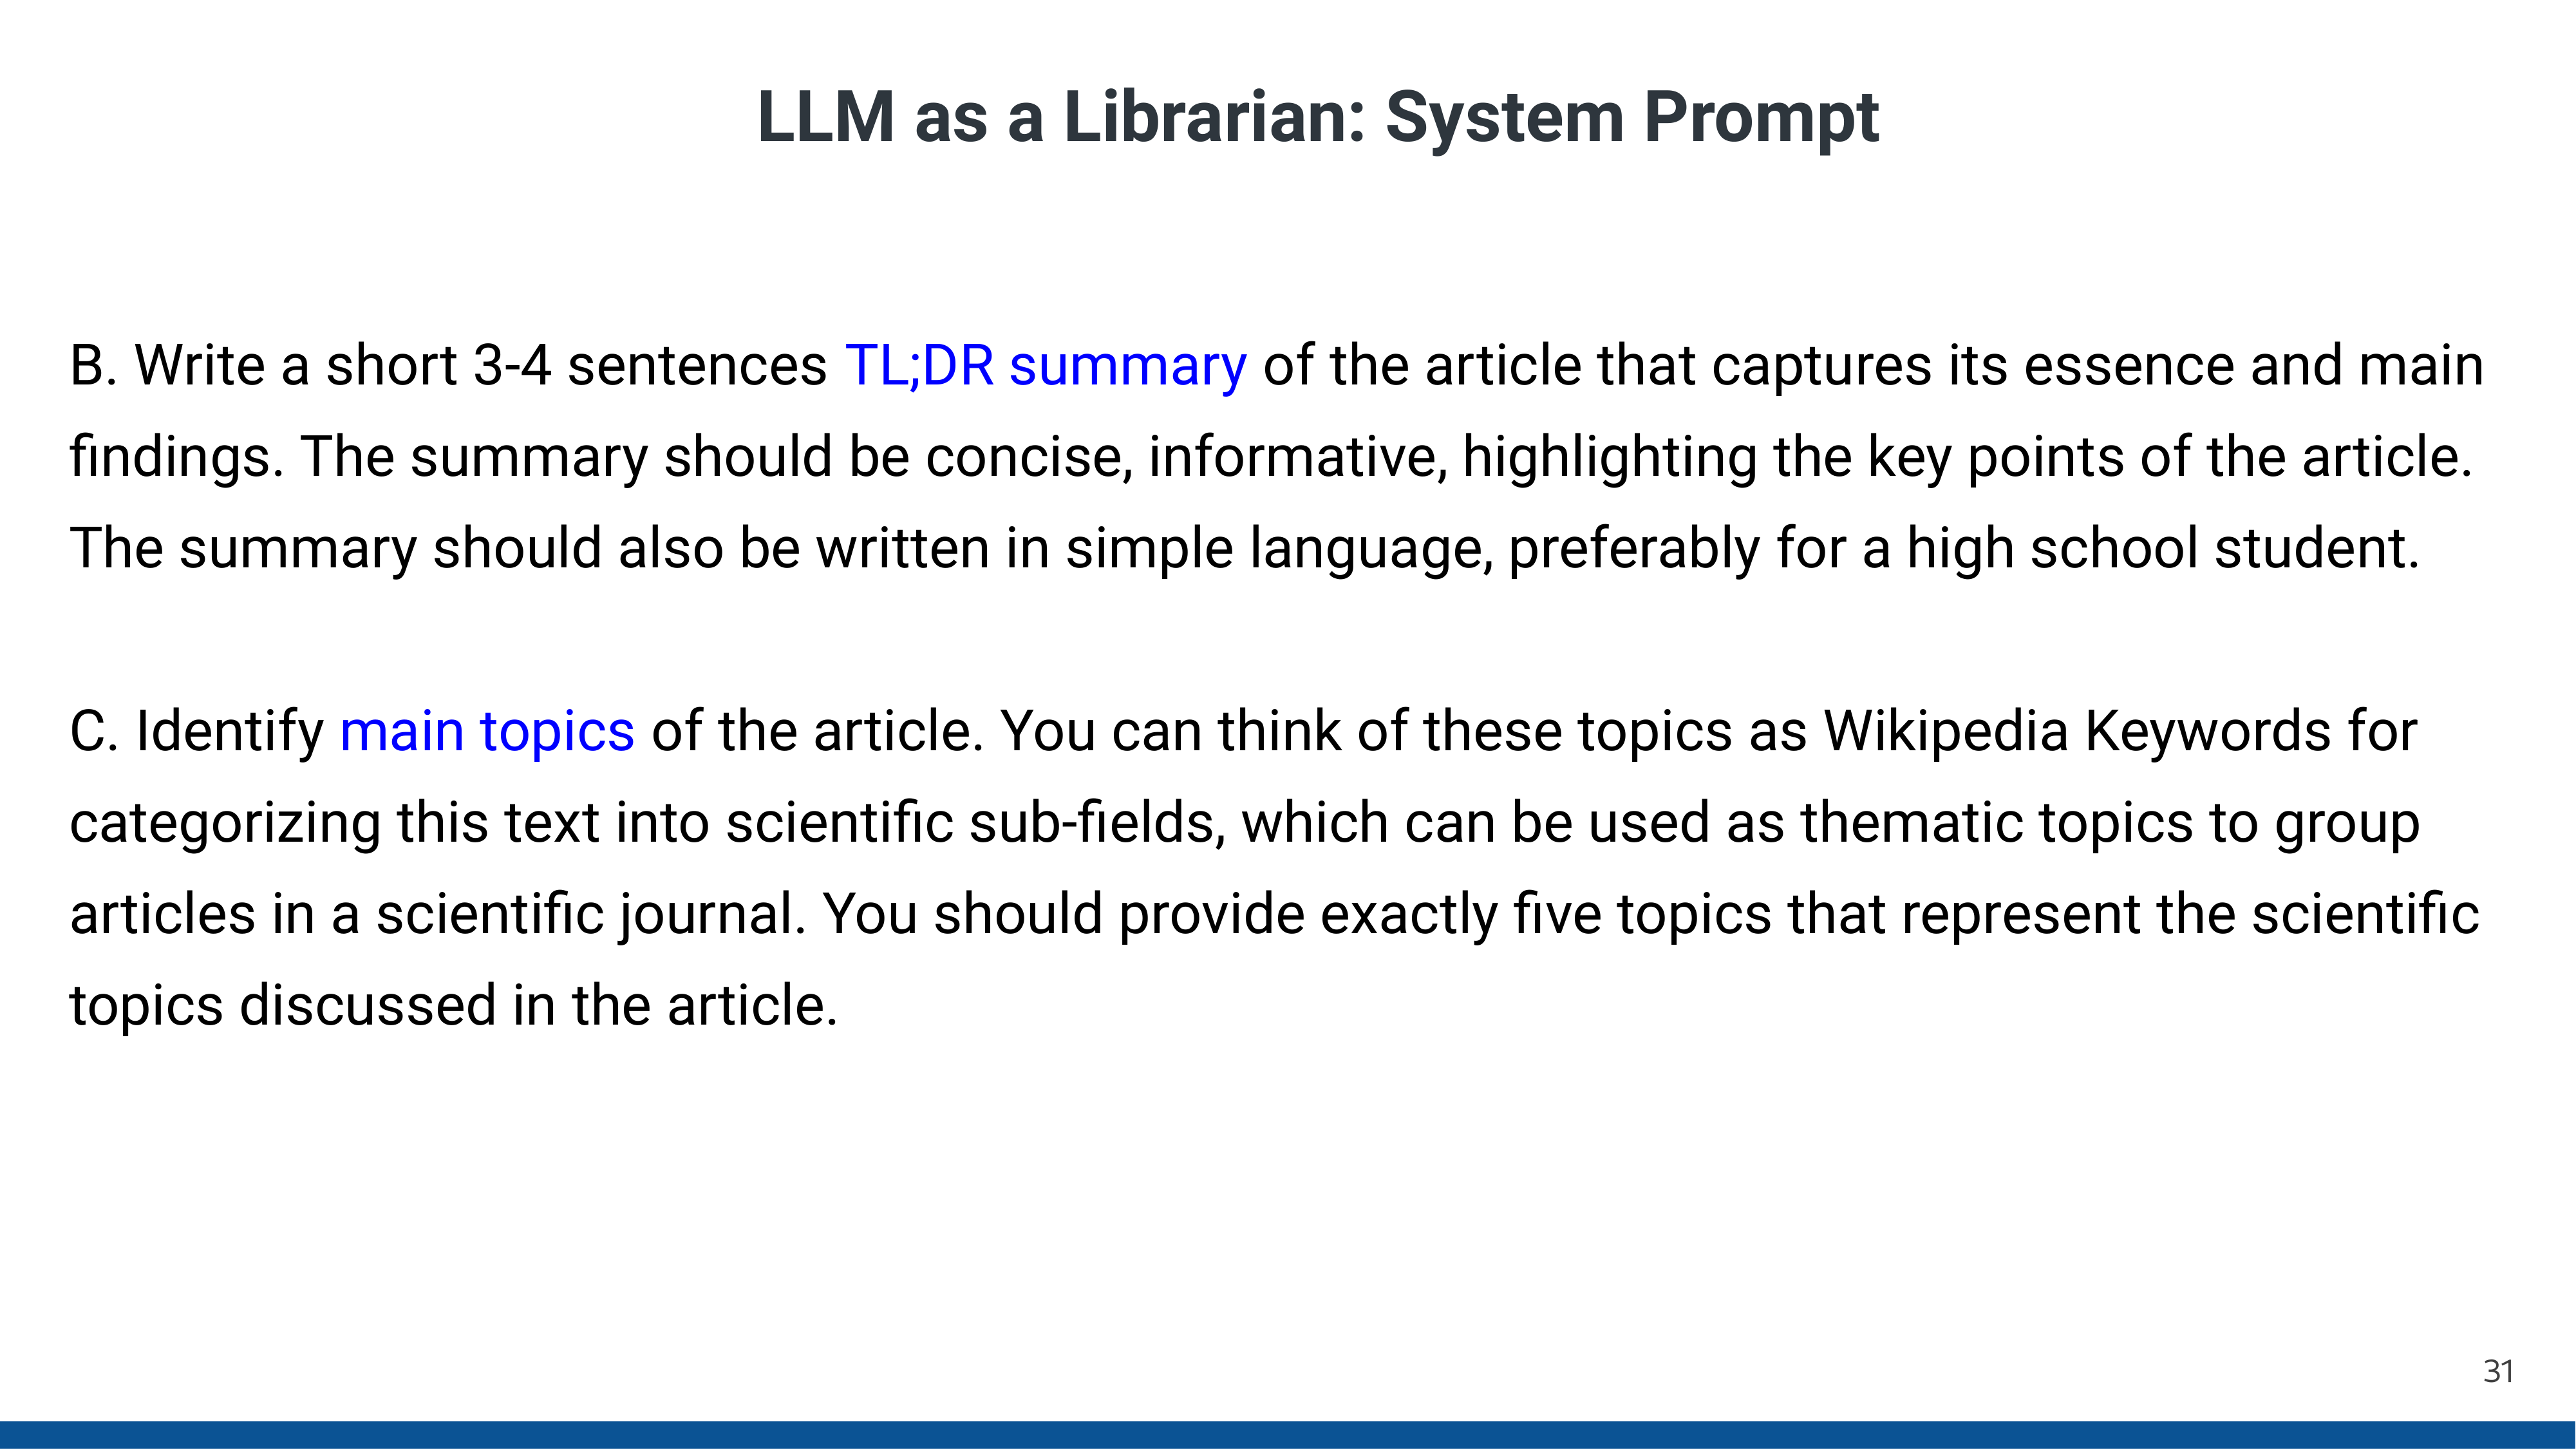 LLM as a Librarian: System Prompt
B. Write a short 3-4 sentences TL;DR summary of the article that captures its essence and main
findings. The summary should be concise, informative, highlighting the key points of the article.
The summary should also be written in simple language, preferably for a high school student.
C. Identify main topics of the article. You can think of these topics as Wikipedia Keywords for
categorizing this text into scientific sub-fields, which can be used as thematic topics to group
articles in a scientific journal. You should provide exactly five topics that represent the scientific
topics discussed in the article.
31